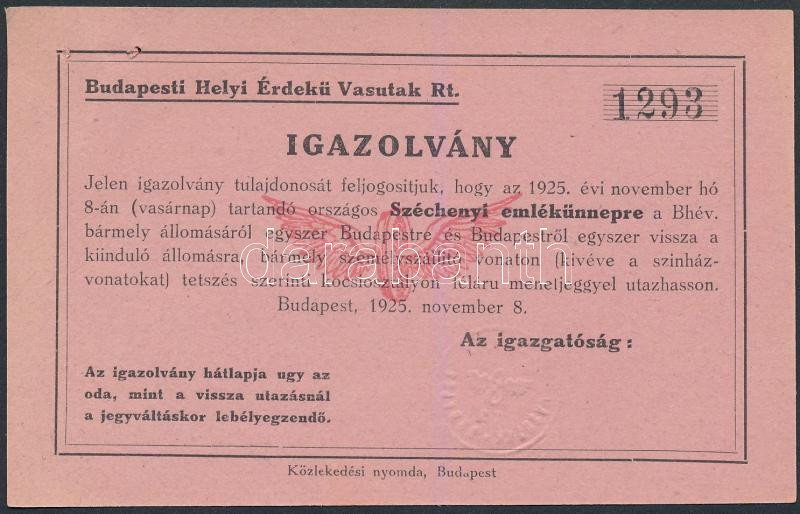 Budapesti Helyi Érdekü Vasutak Rt.
1293
IGAZOLVÁNY
Jelen igazolvány tulajdonosát feljogositjuk, hogy az 1925. évi november hó
8-án (vasárnap) tartandó országos Széchenyi emlékünnepre a Bhév.
bármely állomásáról egyszer Budapestre és Budapestről egyszer vissza a
kiinduló állomásra, bármely személyszállitó vonaton (kivéve a szinház-
vonatokat) tetszés szerinti kocsiosztályon féláru menetjeggyel utazhasson.
darabanth
Budapest, 1925. november 8.
Az igazgatóság:
Az igazolvány hátlapja ugy az
oda, mint a vissza utazásnál
a jegyváltáskor lebélyegzendő.
Közlekedési nyomda, Budapest